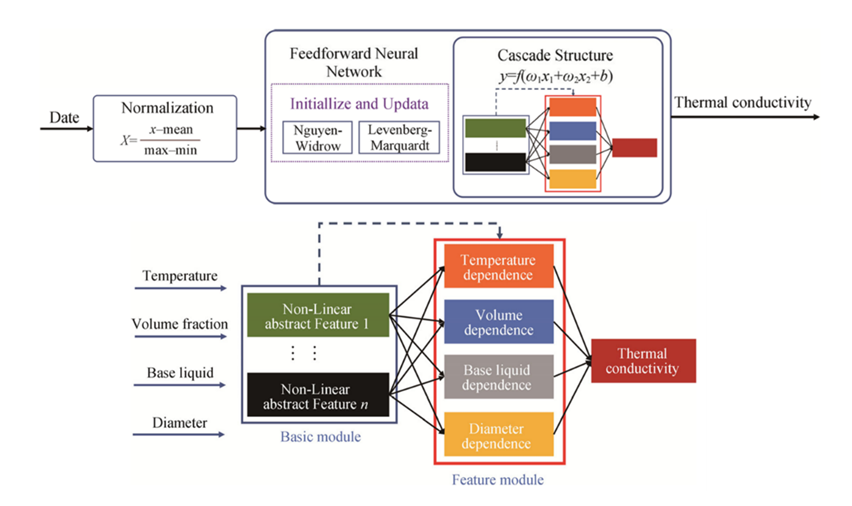 Date
Normalization
X= x–mean / max–min
Feedforward Neural
Network
Initiallize and Updata
Nguyen-
Widrow
Levenberg-
Marquardt
Cascade Structure
y=f(ω₁x₁+ω₂x₂+b)
Thermal conductivity
Temperature
Volume fraction
Base liquid
Diameter
Non-Linear
abstract Feature 1
⋮ ⋮
Non-Linear
abstract Feature n
Basic module
Temperature
dependence
Volume
dependence
Base liquid
dependence
Diameter
dependence
Feature module
Thermal
conductivity